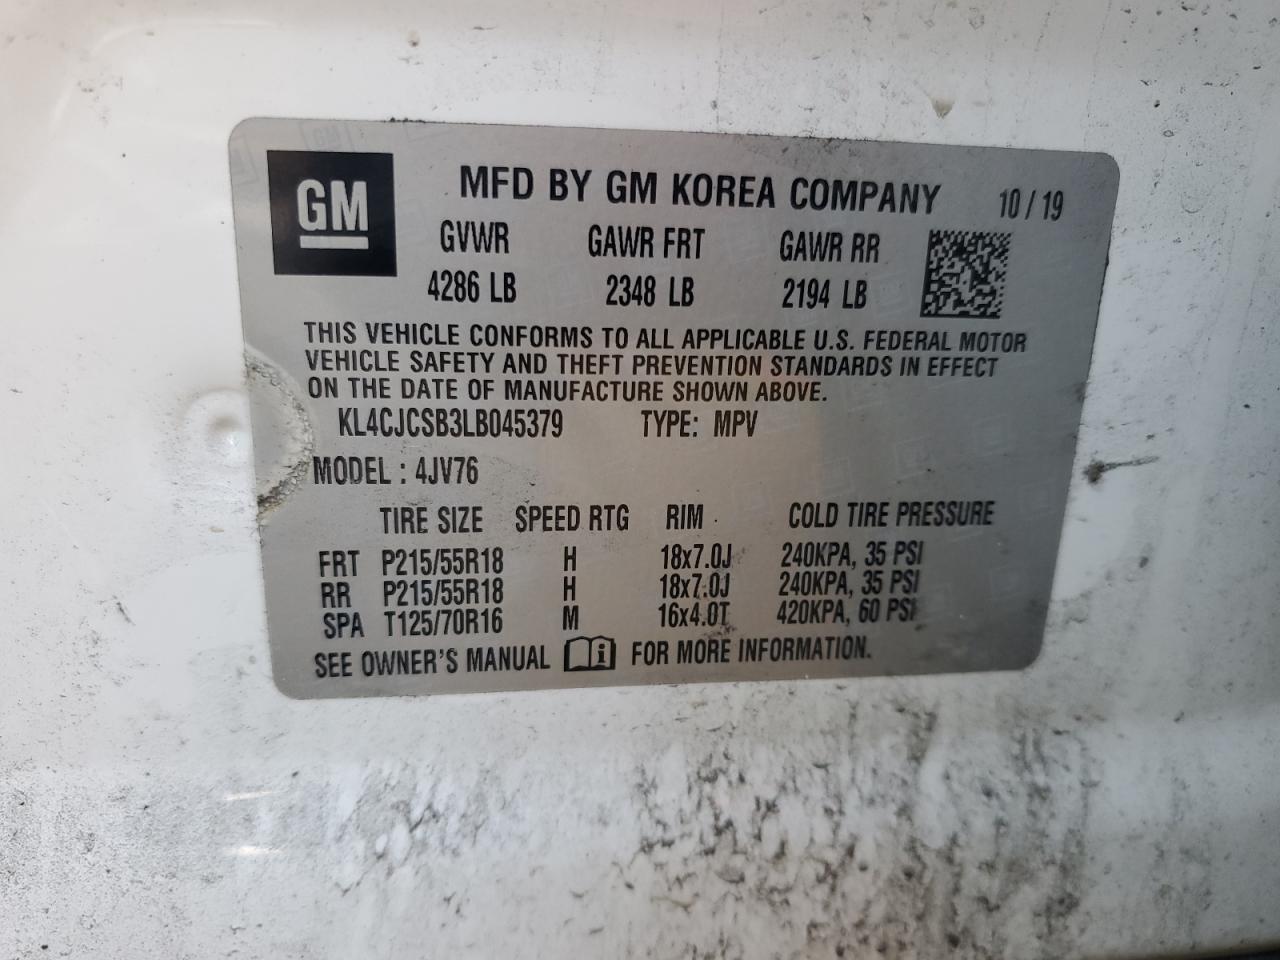 GM
MFD BY GM KOREA COMPANY 10 / 19
GVWR GAWR FRT GAWR RR
4286 LB 2348 LB 2194 LB
THIS VEHICLE CONFORMS TO ALL APPLICABLE U.S. FEDERAL MOTOR
VEHICLE SAFETY AND THEFT PREVENTION STANDARDS IN EFFECT
ON THE DATE OF MANUFACTURE SHOWN ABOVE.
KL4CJCSB3LB045379 TYPE: MPV
MODEL : 4JV76
TIRE SIZE SPEED RTG RIM COLD TIRE PRESSURE
FRT P215/55R18 H 18x7.0J 240KPA, 35 PSI
RR P215/55R18 H 18x7.0J 240KPA, 35 PSI
SPA T125/70R16 M 16x4.0T 420KPA, 60 PSI
SEE OWNER'S MANUAL i FOR MORE INFORMATION.